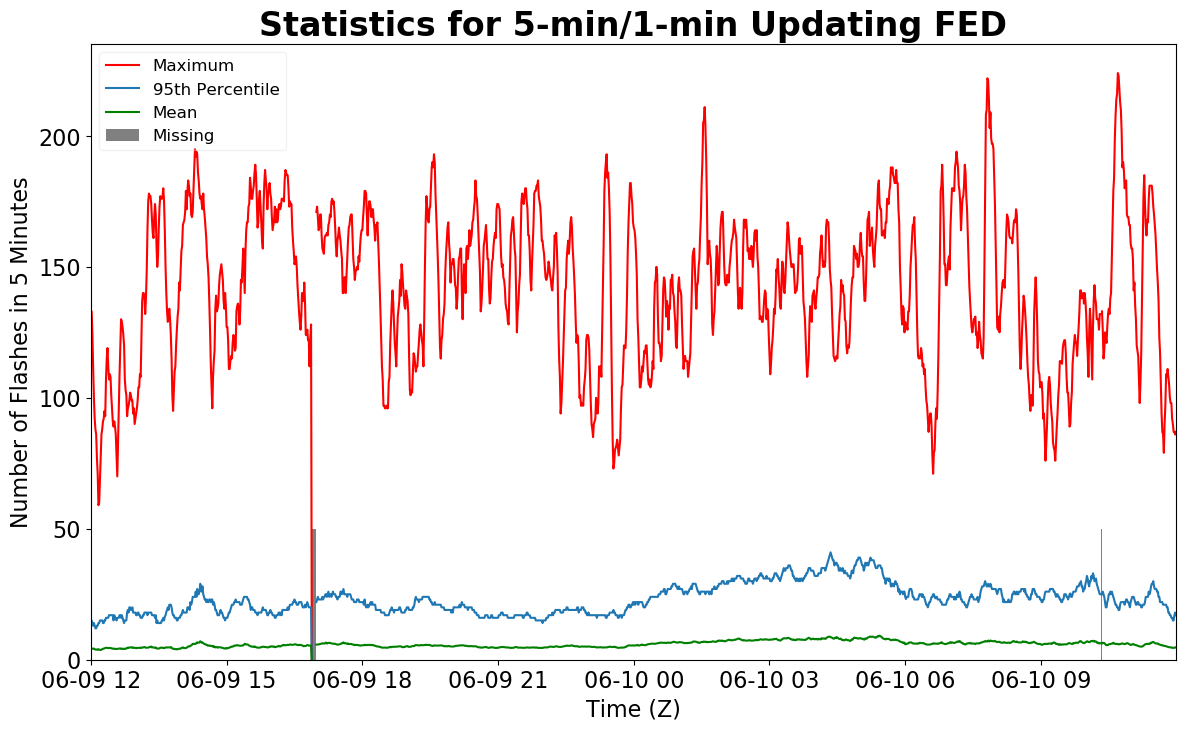 Statistics for 5-min/1-min Updating FED
Maximum
95th Percentile
Mean
Missing
Number of Flashes in 5 Minutes
200
150
100
50
0
06-09 12 06-09 15 06-09 18 06-09 21 06-10 00 06-10 03 06-10 06 06-10 09
Time (Z)